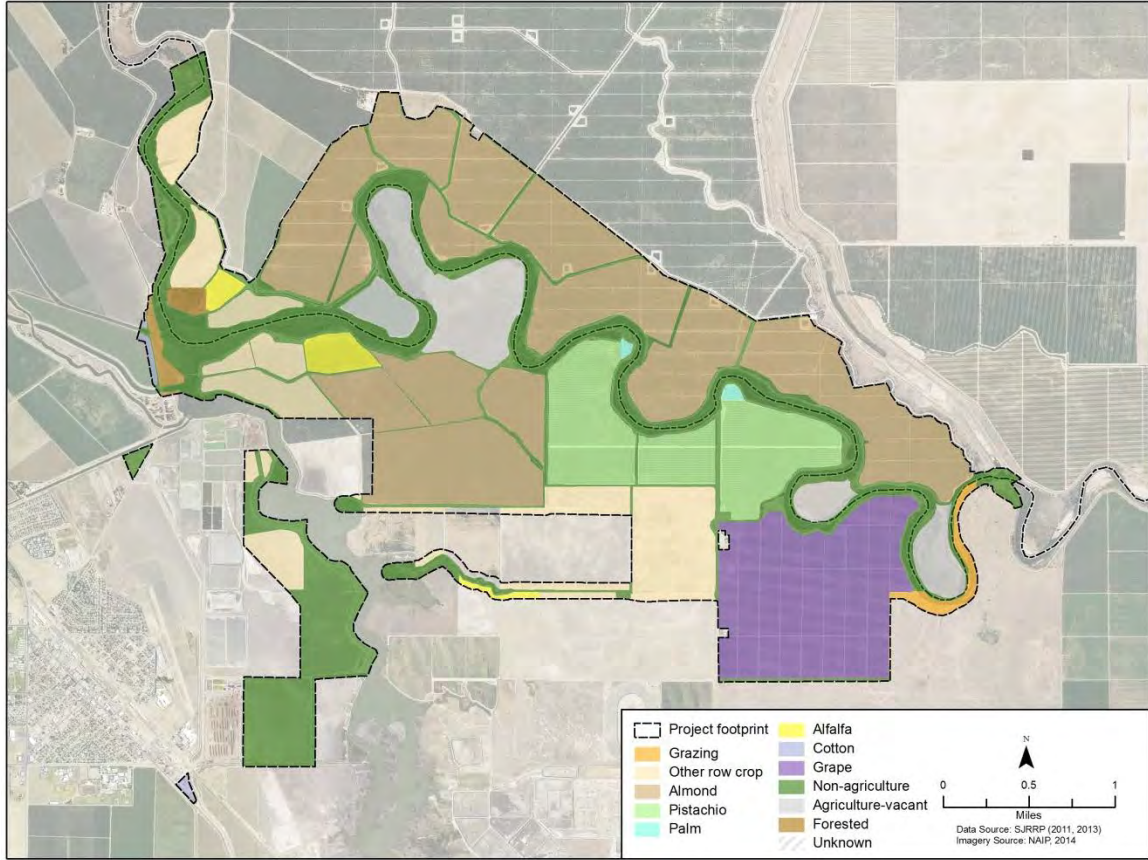 Project footprint
Grazing
Other row crop
Almond
Pistachio
Palm
Alfalfa
Cotton
Grape
Non-agriculture
Agriculture-vacant
Forested
Unknown
N
0 0.5 1
Miles
Data Source: SJRRP (2011, 2013)
Imagery Source: NAIP, 2014